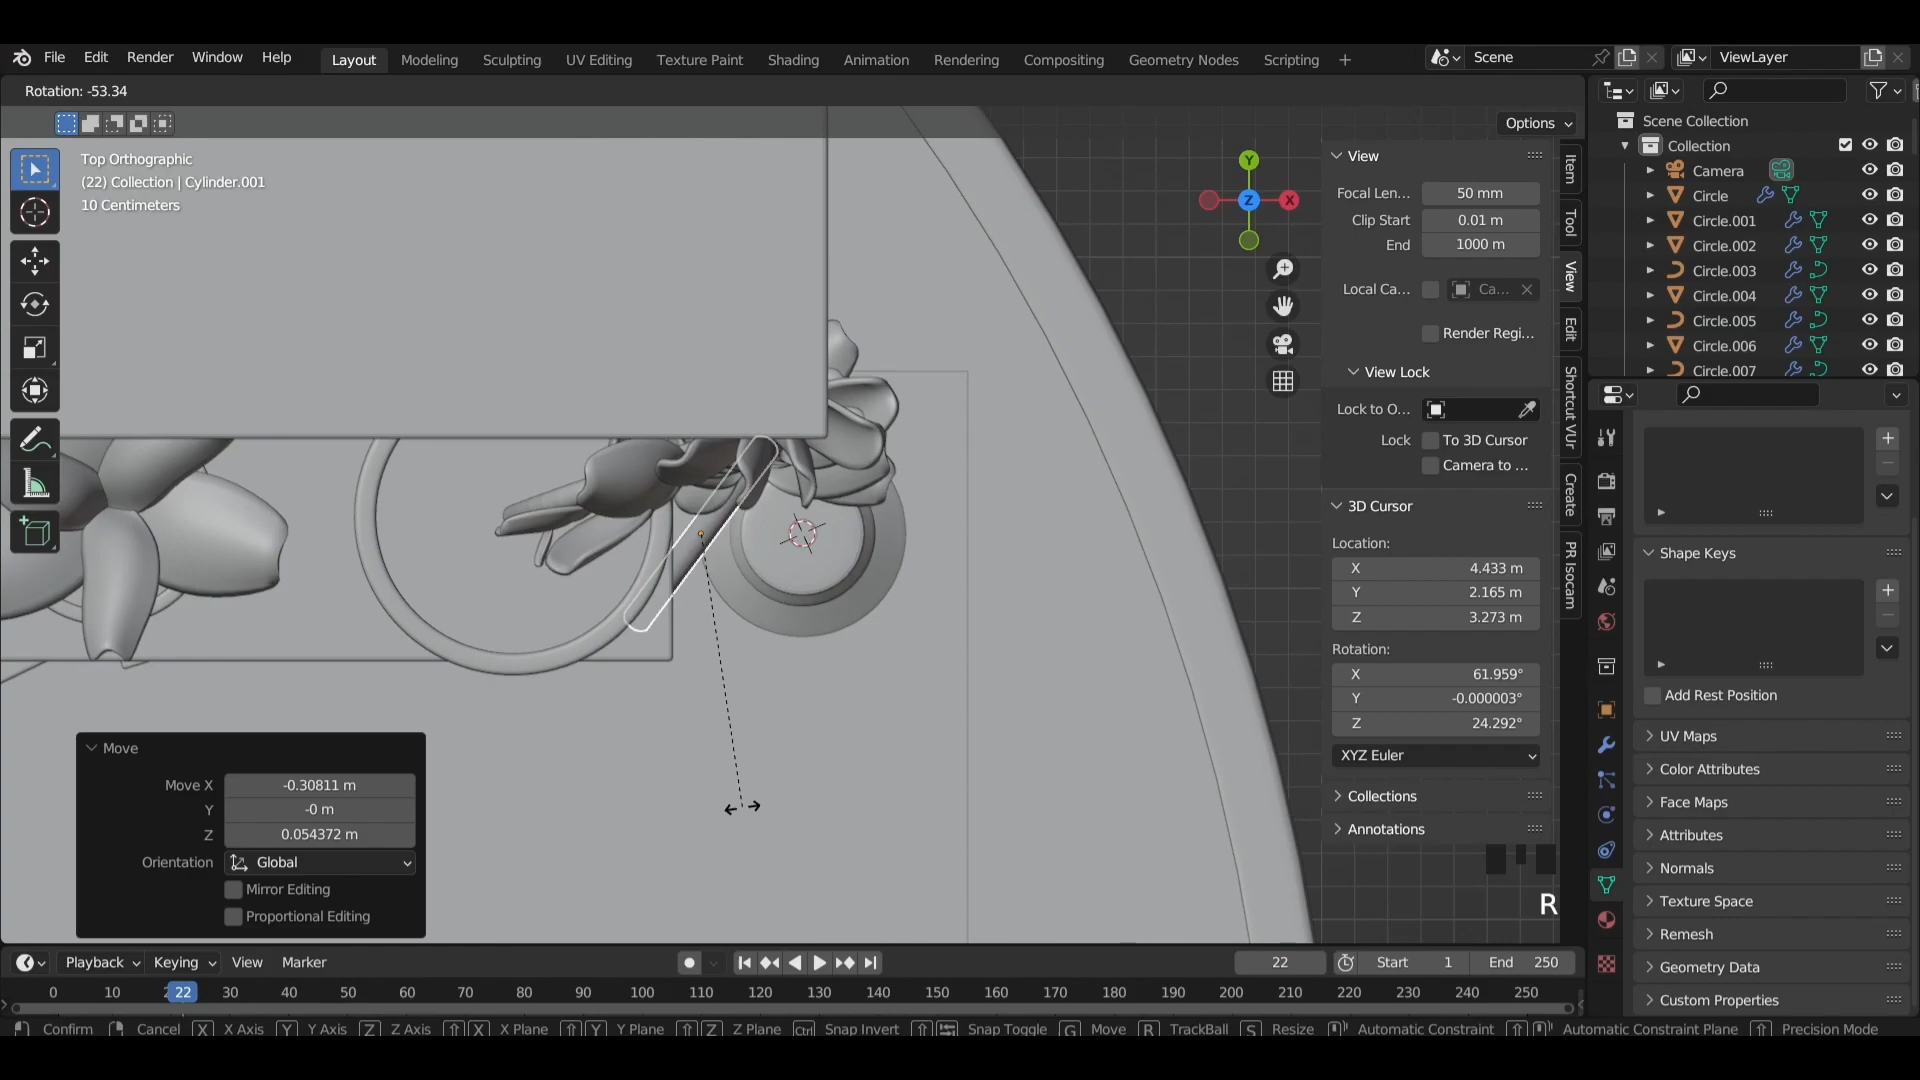 File Edit Render Window Help Layout Modeling Sculpting UV Editing Texture Paint Shading Animation Rendering Compositing Geometry Nodes Scripting + Scene ViewLayer
Rotation: -53.34
Options
Top Orthographic
(22) Collection | Cylinder.001
10 Centimeters
Y
Z X
View
Focal Len... 50 mm
Clip Start 0.01 m
End 1000 m
Local Ca... Ca...
Render Regi...
View Lock
Lock to O...
Lock To 3D Cursor
Camera to ...
3D Cursor
Location:
X 4.433 m
Y 2.165 m
Z 3.273 m
Rotation:
X 61.959°
Y -0.000003°
Z 24.292°
XYZ Euler
Collections
Annotations
Item
Tool
View
Edit
Shortcut VUr
Create
PR Isocam
Scene Collection
Collection
Camera
Circle
Circle.001
Circle.002
Circle.003
Circle.004
Circle.005
Circle.006
Circle.007
Shape Keys
Add Rest Position
UV Maps
Color Attributes
Face Maps
Attributes
Normals
Texture Space
Remesh
Geometry Data
Custom Properties
Move
Move X -0.30811 m
Y -0 m
Z 0.054372 m
Orientation Global
Mirror Editing
Proportional Editing
R
Playback Keying View Marker 22 Start 1 End 250
0 10 22 30 40 50 60 70 80 90 100 110 120 130 140 150 160 170 180 190 200 210 220 230 240 250
Confirm Cancel X X Axis Y Y Axis Z Z Axis X X Plane Y Y Plane Z Z Plane Ctrl Snap Invert Snap Toggle G Move R TrackBall S Resize Automatic Constraint Automatic Constraint Plane Precision Mode